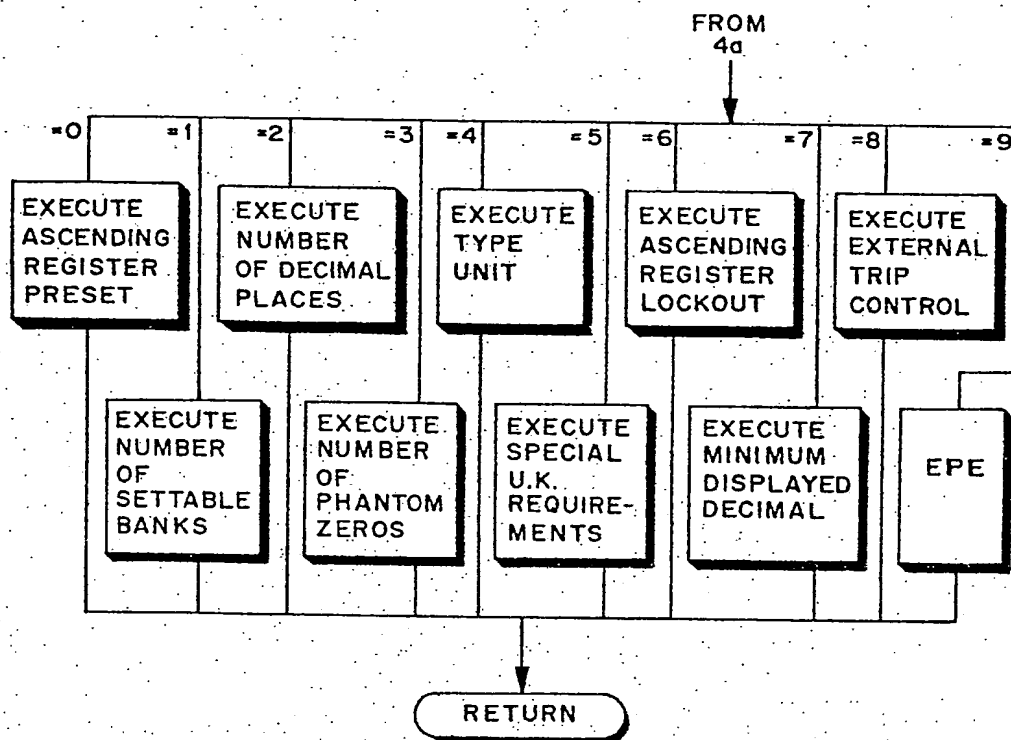 FROM
4a
=0 =1 =2 =3 =4 =5 =6 =7 =8 =9
EXECUTE
ASCENDING
REGISTER
PRESET
EXECUTE
NUMBER
OF DECIMAL
PLACES
EXECUTE
TYPE
UNIT
EXECUTE
ASCENDING
REGISTER
LOCKOUT
EXECUTE
EXTERNAL
TRIP
CONTROL
EXECUTE
NUMBER
OF
SETTABLE
BANKS
EXECUTE
NUMBER
OF
PHANTOM
ZEROS
EXECUTE
SPECIAL
U.K.
REQUIRE-
MENTS
EXECUTE
MINIMUM
DISPLAYED
DECIMAL
EPE
RETURN